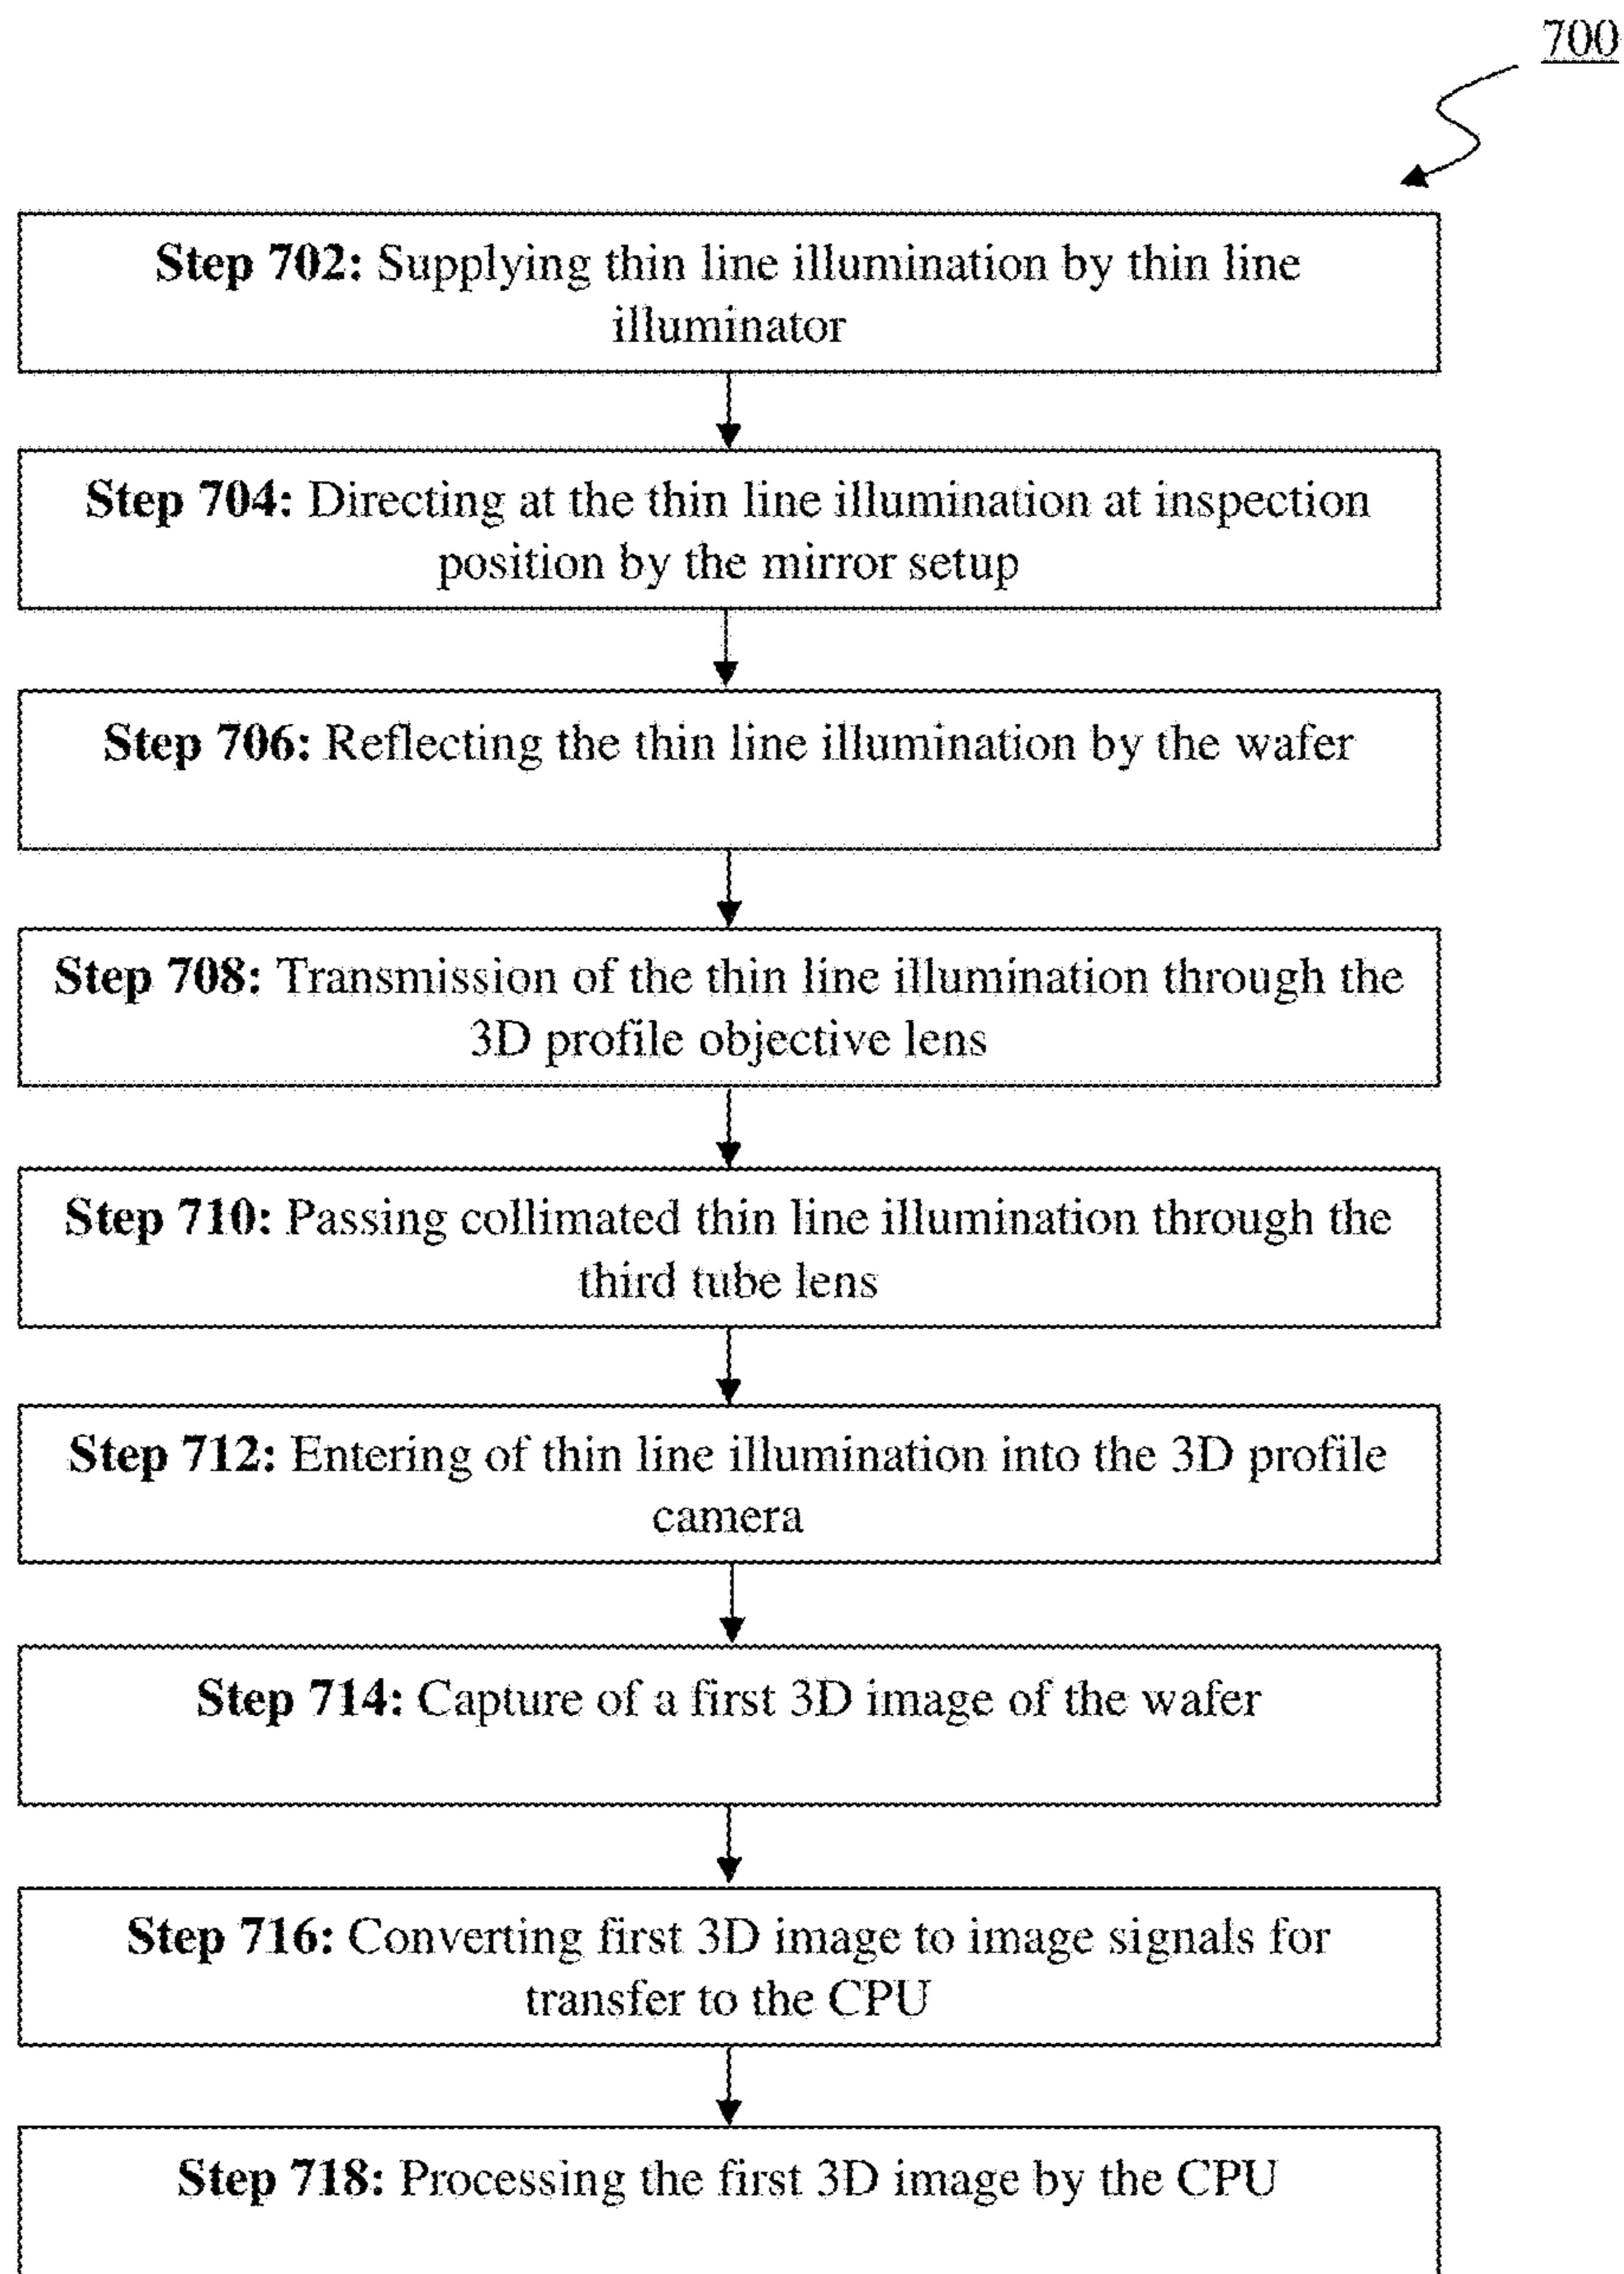 700
Step 702: Supplying thin line illumination by thin line
illuminator
Step 704: Directing at the thin line illumination at inspection
position by the mirror setup
Step 706: Reflecting the thin line illumination by the wafer
Step 708: Transmission of the thin line illumination through the
3D profile objective lens
Step 710: Passing collimated thin line illumination through the
third tube lens
Step 712: Entering of thin line illumination into the 3D profile
camera
Step 714: Capture of a first 3D image of the wafer
Step 716: Converting first 3D image to image signals for
transfer to the CPU
Step 718: Processing the first 3D image by the CPU